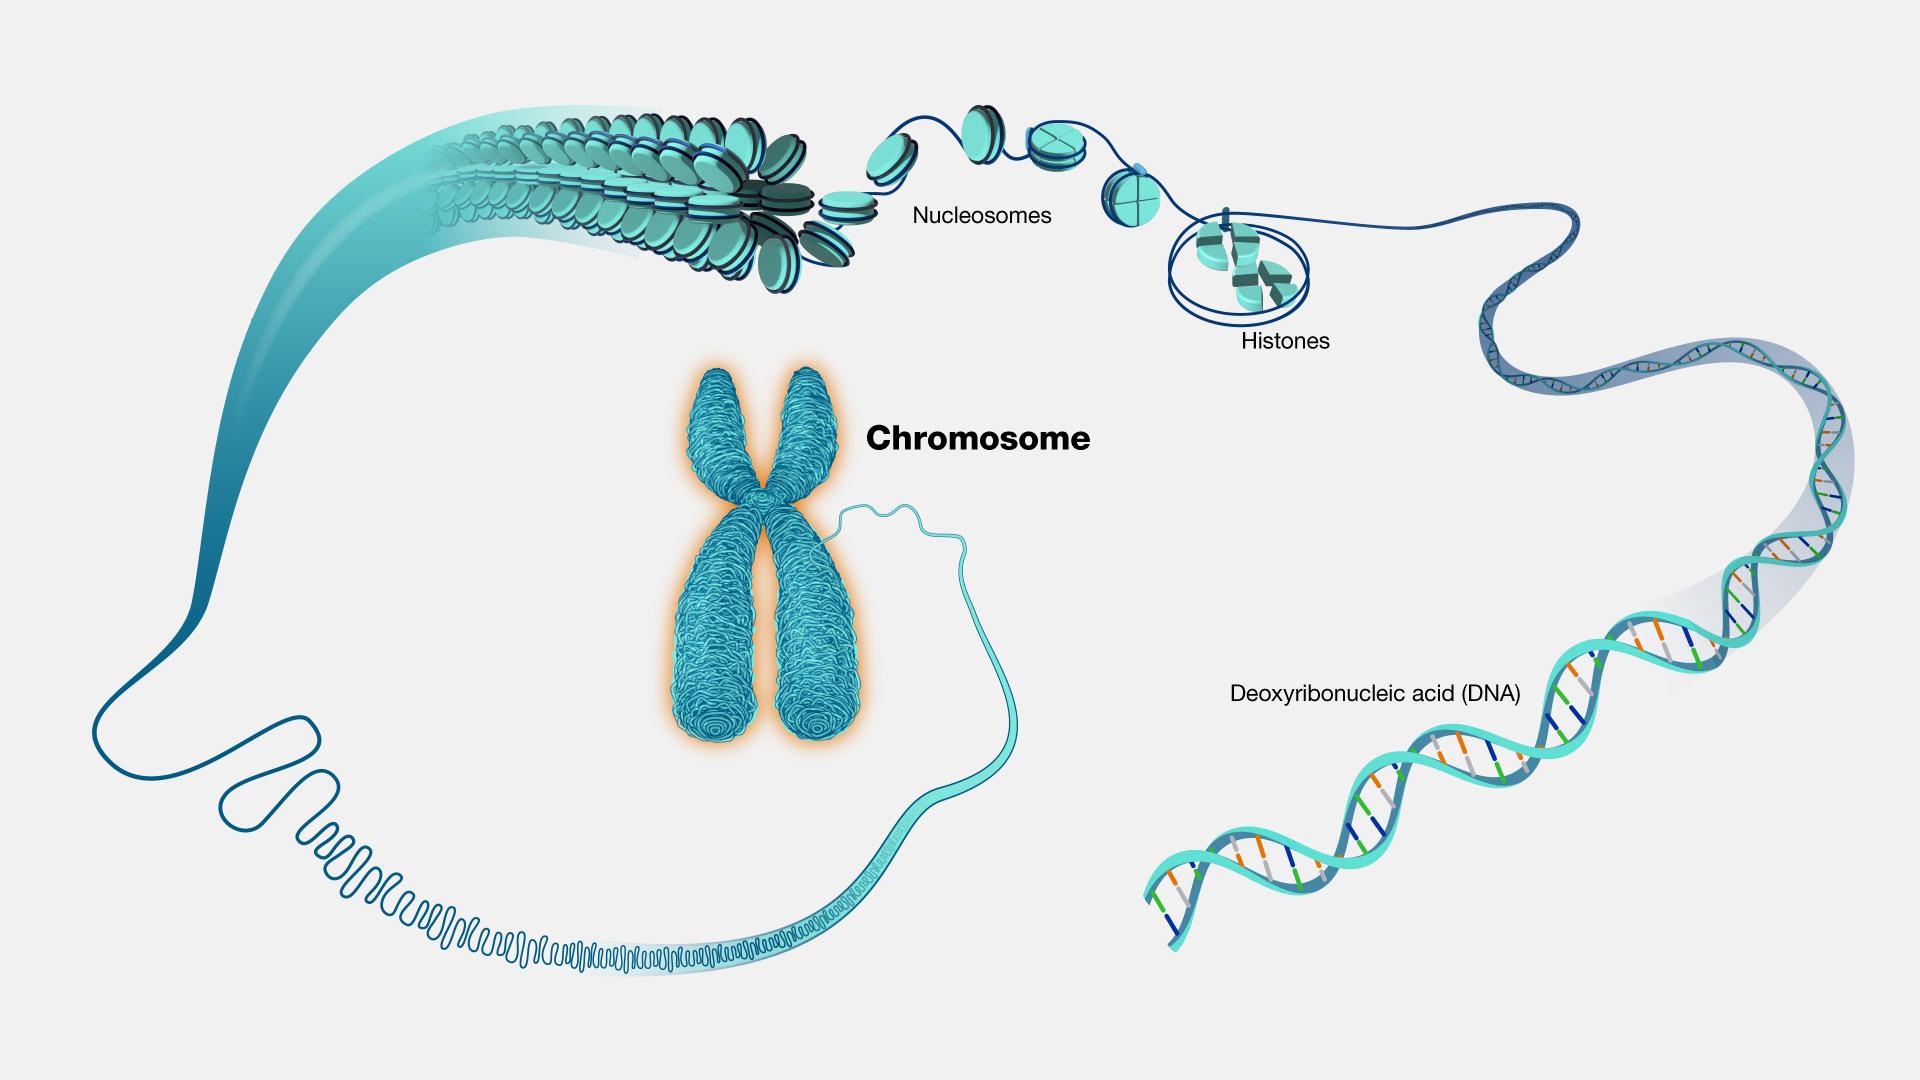 Nucleosomes
Histones
Chromosome
Deoxyribonucleic acid (DNA)